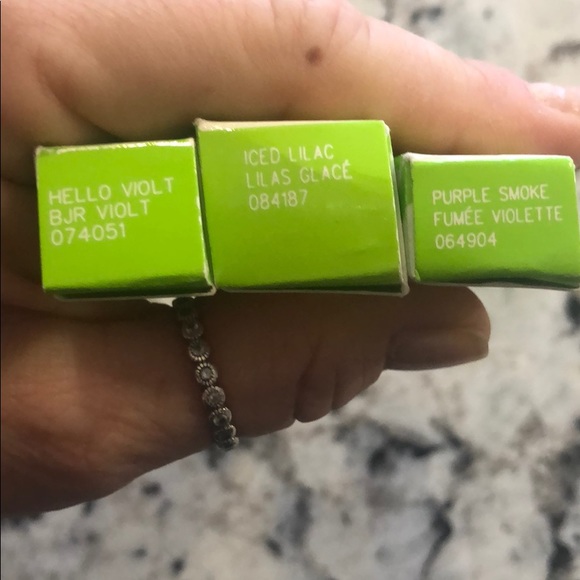 HELLO VIOLT
BJR VIOLT
074051
ICED LILAC
LILAS GLACÉ
084187
PURPLE SMOKE
FUMÉE VIOLETTE
064904